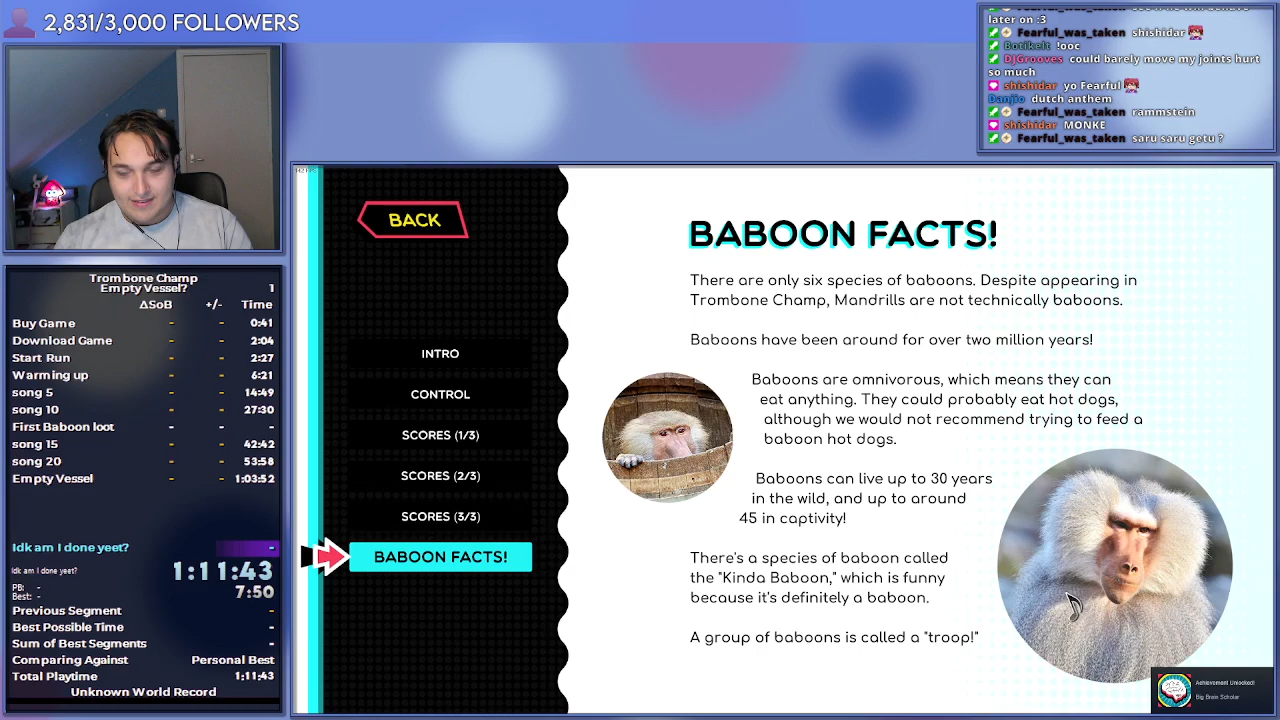 2,831/3,000 FOLLOWERS
later on :3
Fearful_was_taken shishidar
Botikelt !ooc
DJGrooves could barely move my joints hurt
so much
shishidar yo Fearful
Danjio dutch anthem
Fearful_was_taken rammstein
shishidar MONKE
Fearful_was_taken saru saru getu ?
Trombone Champ
Empty Vessel? 1
ΔSoB +/- Time
Buy Game - - 0:41
Download Game - - 2:04
Start Run - - 2:27
Warming up - - 6:21
song 5 - - 14:49
song 10 - - 27:30
First Baboon loot - - -
song 15 - - 42:42
song 20 - - 53:58
Empty Vessel - - 1:03:52
Idk am I done yeet? -
Idk am I done yeet? 1:11:43
PB: -
Best: - 7:50
Previous Segment -
Best Posible Time -
Sum of Best Segments -
Comparing Against Personal Best
Total Playtime 1:11:43
Unknown World Record
BACK
INTRO
CONTROL
SCORES (1/3)
SCORES (2/3)
SCORES (3/3)
BABOON FACTS!
BABOON FACTS!
There are only six species of baboons. Despite appearing in
Trombone Champ, Mandrills are not technically baboons.
Baboons have been around for over two million years!
Baboons are omnivorous, which means they can
eat anything. They could probably eat hot dogs,
although we would not recommend trying to feed a
baboon hot dogs.
Baboons can live up to 30 years
in the wild, and up to around
45 in captivity!
There's a species of baboon called
the "Kinda Baboon," which is funny
because it's definitely a baboon.
A group of baboons is called a "troop!"
Achievement Unlocked!
Big Brain Scholar